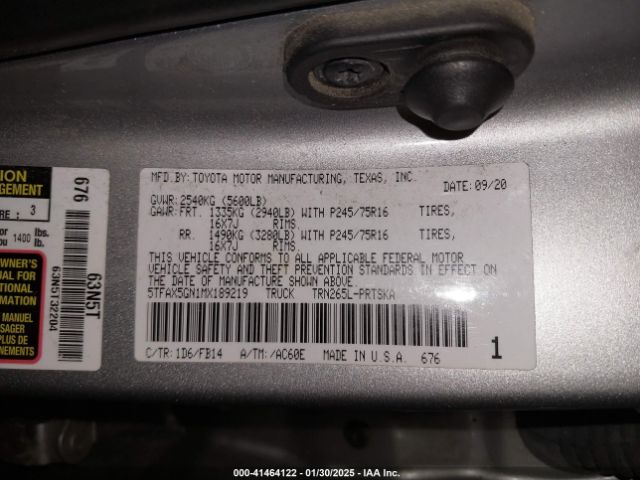 MFD.BY:TOYOTA MOTOR MANUFACTURING, TEXAS, INC.
DATE:09/20
GVWR:2540KG (5600LB)
GAWR:FRT. 1335KG (2940LB) WITH P245/75R16 TIRES,
16X7J RIMS.
RR. 1490KG (3280LB) WITH P245/75R16 TIRES,
16X7J RIMS.
THIS VEHICLE CONFORMS TO ALL APPLICABLE FEDERAL MOTOR
VEHICLE SAFETY AND THEFT PREVENTION STANDARDS IN EFFECT ON
THE DATE OF MANUFACTURE SHOWN ABOVE.
5TFAX5GN1MX189219 TRUCK TRN265L-PRTSKA
C/TR:1D6/FB14 A/TM:/AC60E MADE IN U.S.A. 676
1
676
63N5T
63N5T32204
3
lbs.
1400 lb.
MANUAL
000-41464122 — 01/30/2025 — IAA Inc.